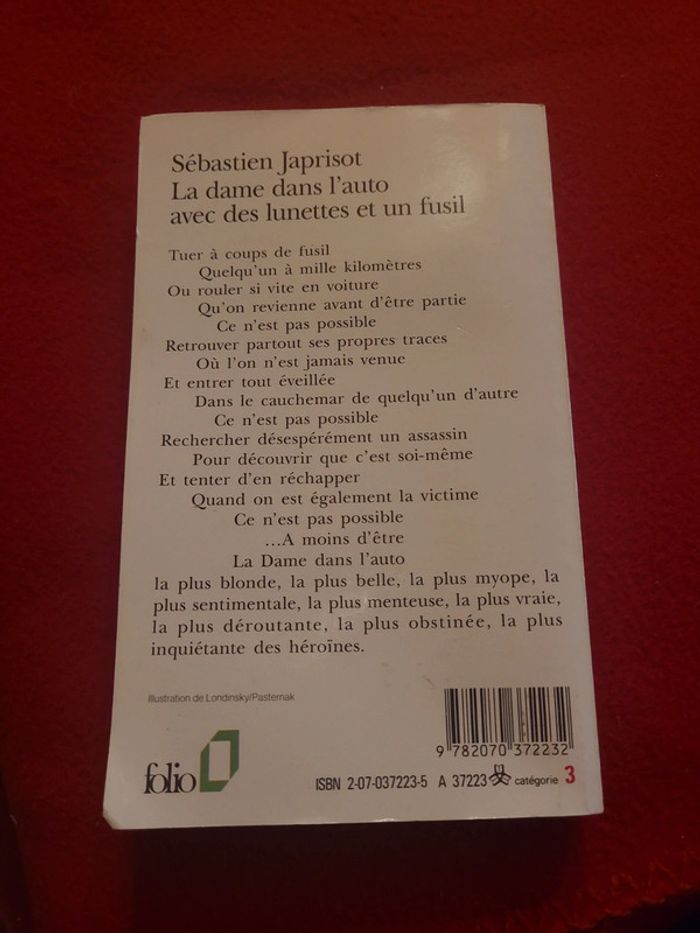 Sébastien Japrisot
La dame dans l'auto
avec des lunettes et un fusil
Tuer à coups de fusil
Quelqu'un à mille kilomètres
Ou rouler si vite en voiture
Qu'on revienne avant d'être partie
Ce n'est pas possible
Retrouver partout ses propres traces
Où l'on n'est jamais venue
Et entrer tout éveillée
Dans le cauchemar de quelqu'un d'autre
Ce n'est pas possible
Rechercher désespérément un assassin
Pour découvrir que c'est soi-même
Et tenter d'en réchapper
Quand on est également la victime
Ce n'est pas possible
...A moins d'être
La Dame dans l'auto
la plus blonde, la plus belle, la plus myope, la
plus sentimentale, la plus menteuse, la plus vraie,
la plus déroutante, la plus obstinée, la plus
inquiétante des héroïnes.
Illustration de Londinsky/Pasternak
9 782070 372232
folio
ISBN 2-07-037223-5 A 37223 catégorie 3